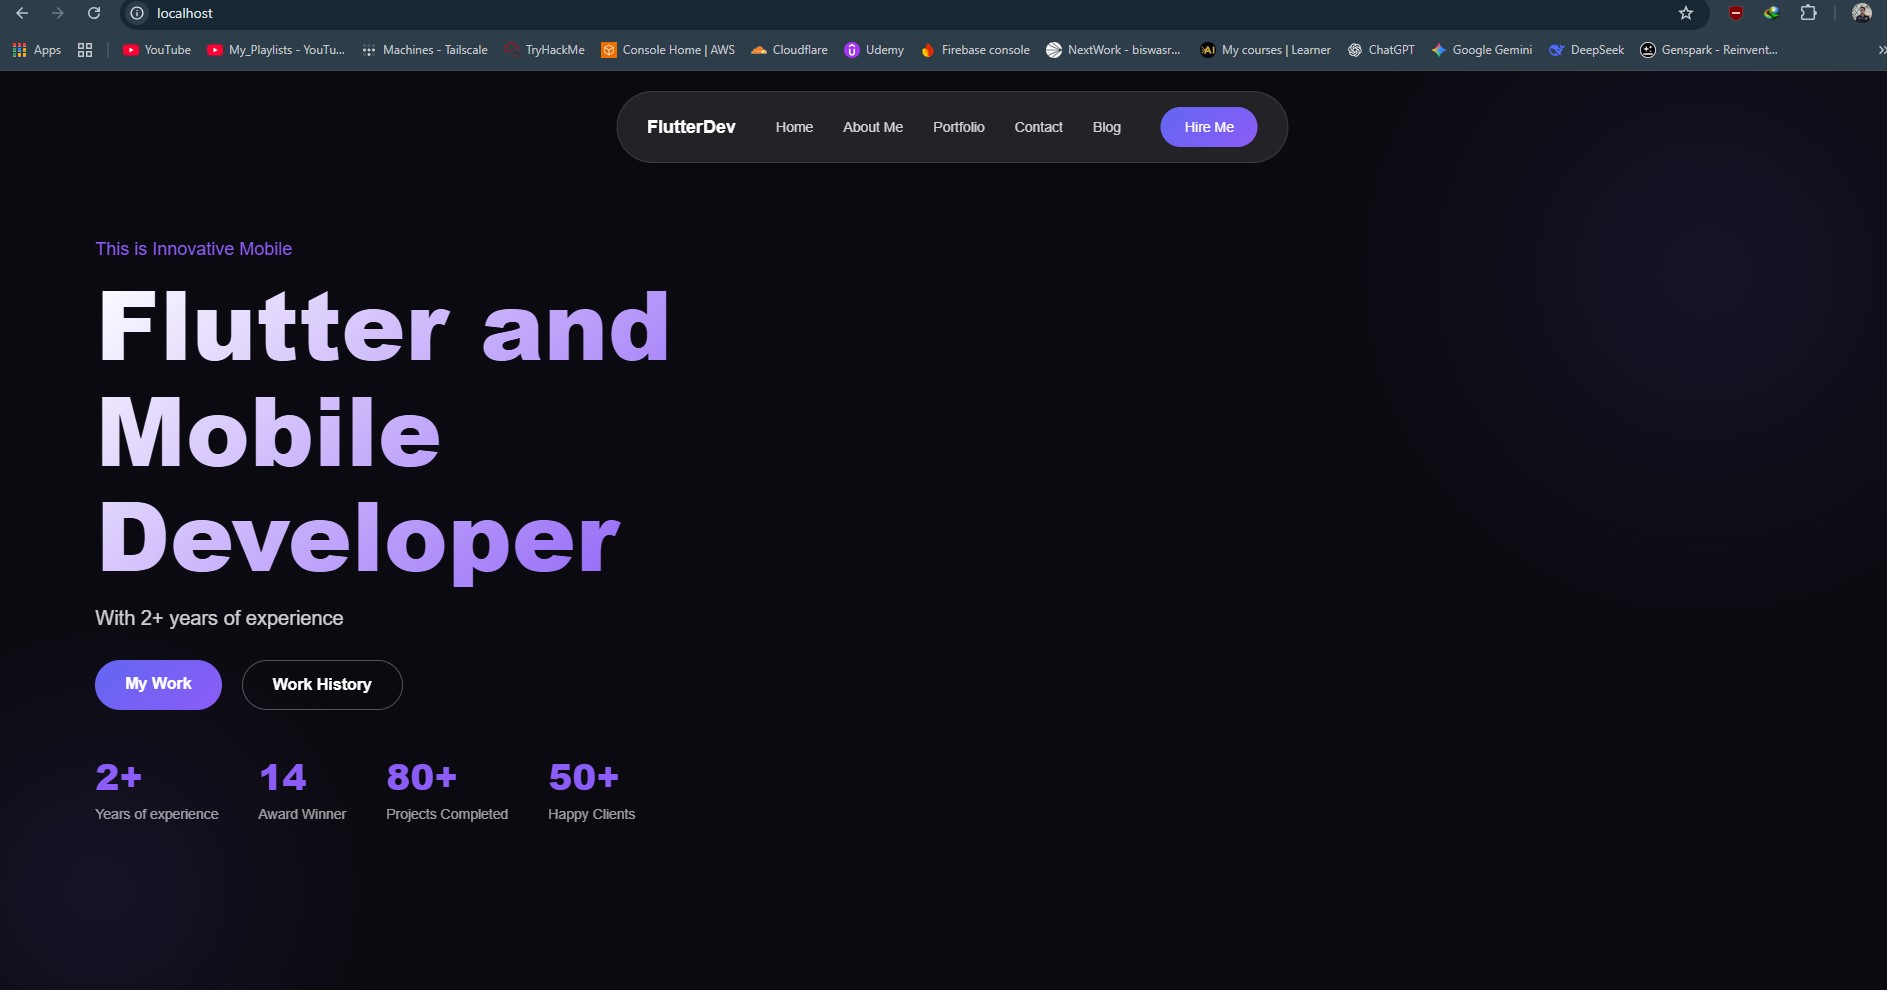 localhost
Apps YouTube My_Playlists - YouTu... Machines - Tailscale TryHackMe Console Home | AWS Cloudflare Udemy Firebase console NextWork - biswasr... My courses | Learner ChatGPT Google Gemini DeepSeek Genspark - Reinvent...
FlutterDev Home About Me Portfolio Contact Blog Hire Me
This is Innovative Mobile
Flutter and
Mobile
Developer
With 2+ years of experience
My Work Work History
2+ 14 80+ 50+
Years of experience Award Winner Projects Completed Happy Clients